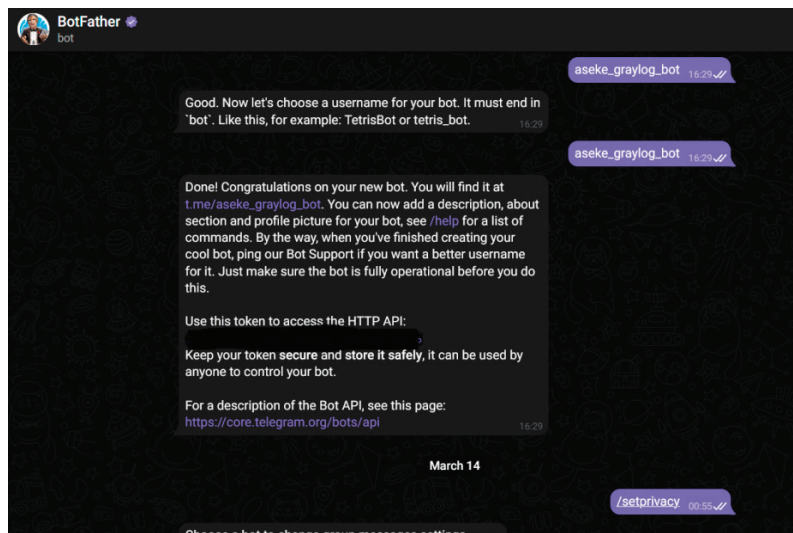 BotFather
bot
aseke_graylog_bot 16:29
Good. Now let's choose a username for your bot. It must end in
`bot`. Like this, for example: TetrisBot or tetris_bot.
16:29
aseke_graylog_bot 16:29
Done! Congratulations on your new bot. You will find it at
t.me/aseke_graylog_bot. You can now add a description, about
section and profile picture for your bot, see /help for a list of
commands. By the way, when you've finished creating your
cool bot, ping our Bot Support if you want a better username
for it. Just make sure the bot is fully operational before you do
this.
Use this token to access the HTTP API:
Keep your token secure and store it safely, it can be used by
anyone to control your bot.
For a description of the Bot API, see this page:
https://core.telegram.org/bots/api
16:29
March 14
/setprivacy 00:55
Choose a bot to change group messages settings.